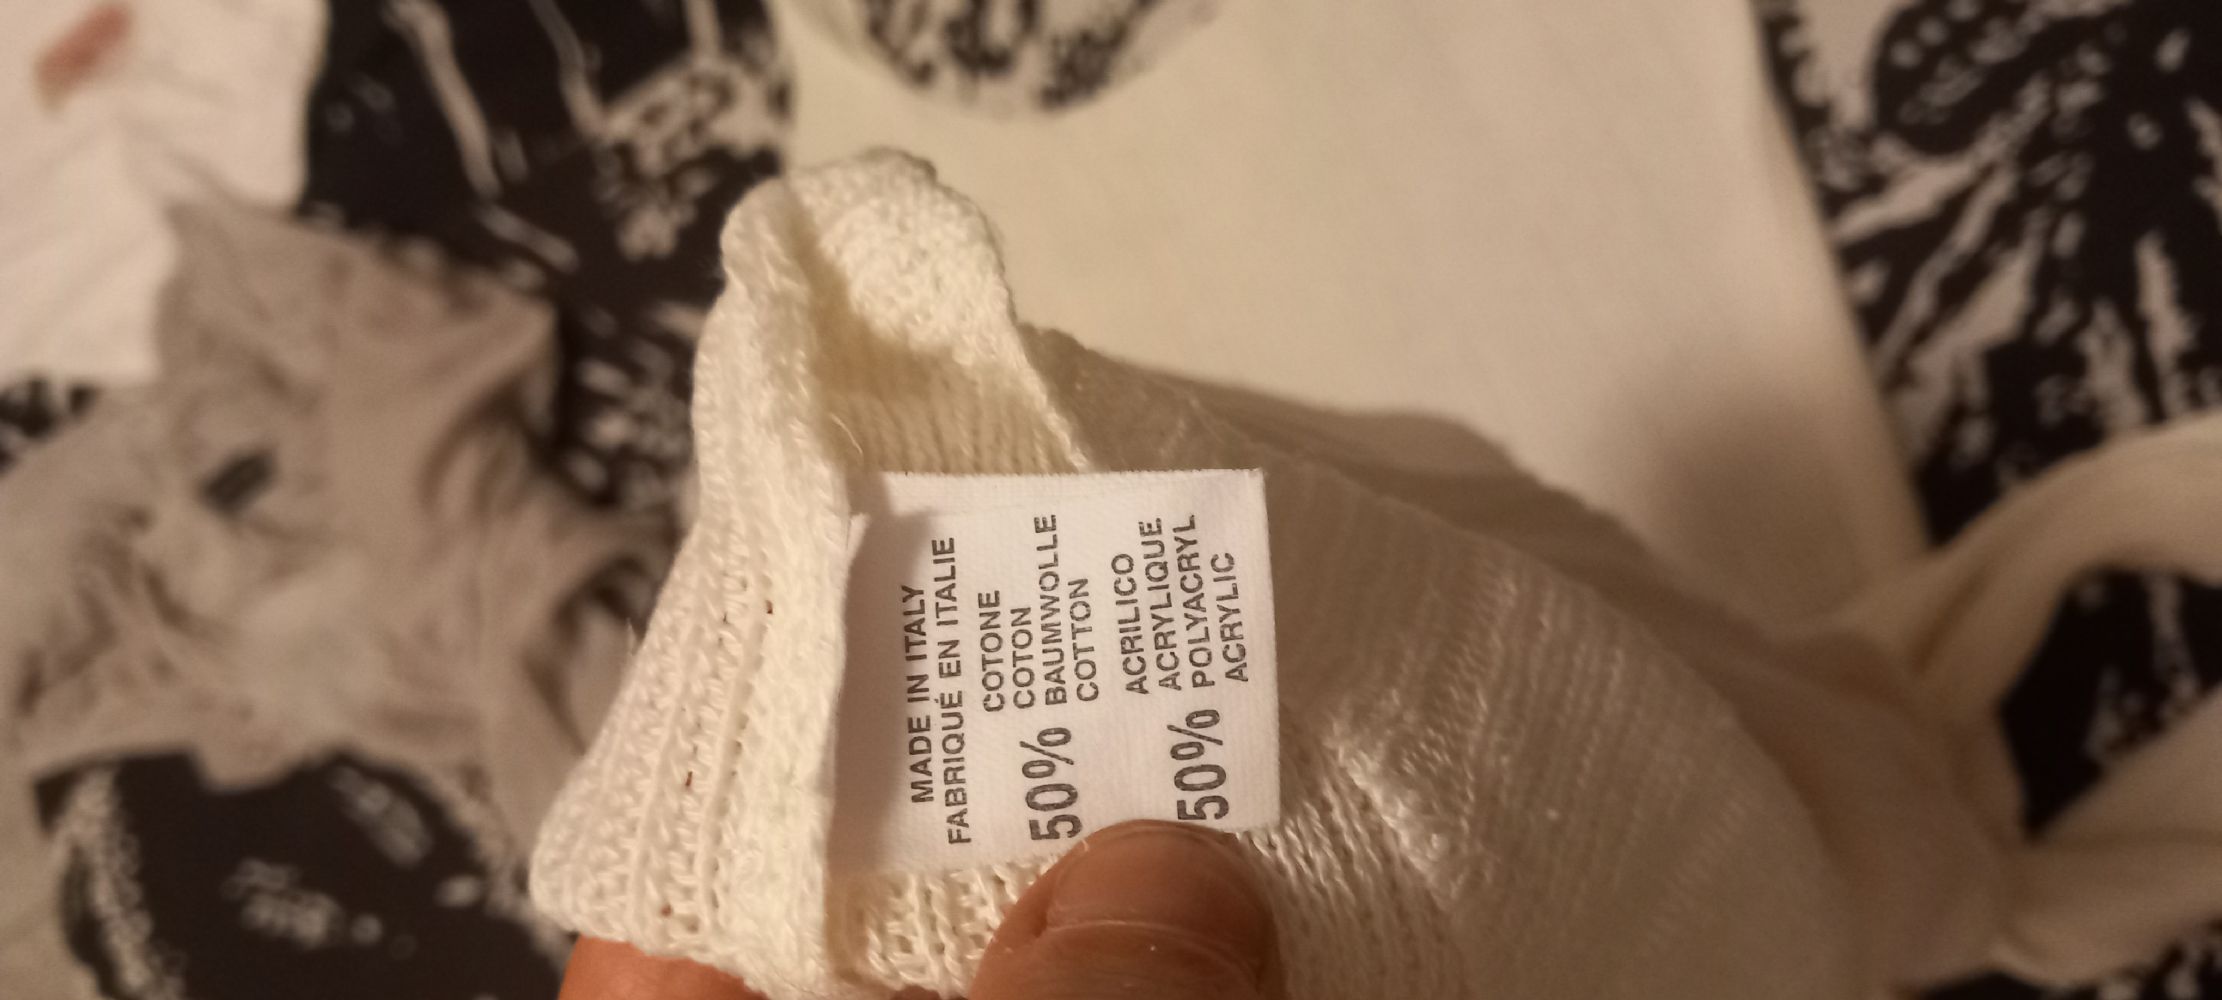 MADE IN ITALY
FABRIQUÉ EN ITALIE
COTONE
COTON
50% BAUMWOLLE
COTTON
ACRILICO
ACRYLIQUE
50% POLYACRYL
ACRYLIC